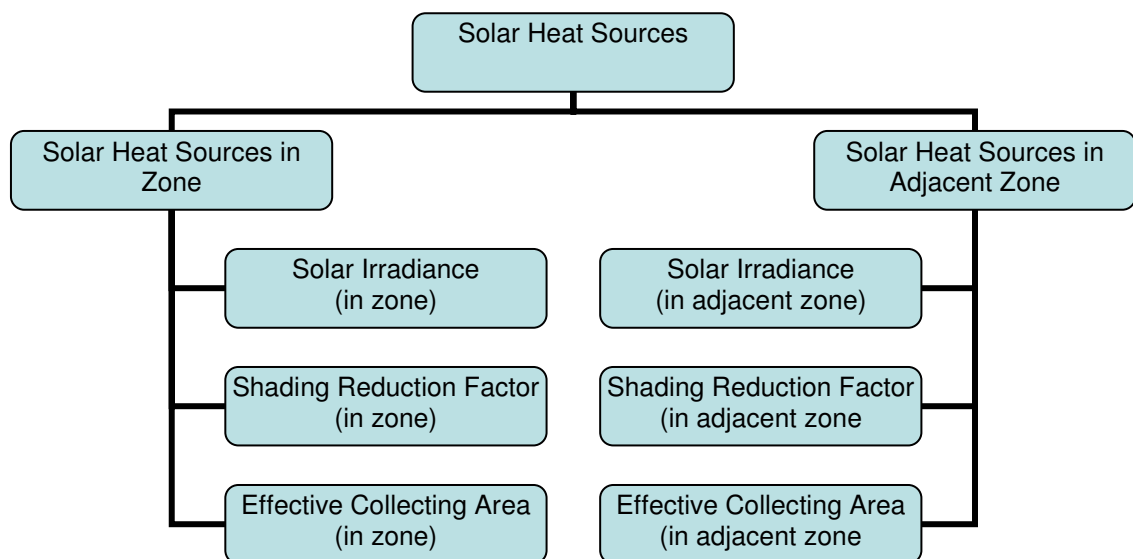 Solar Heat Sources
Solar Heat Sources in
Zone
Solar Heat Sources in
Adjacent Zone
Solar Irradiance
(in zone)
Solar Irradiance
(in adjacent zone)
Shading Reduction Factor
(in zone)
Shading Reduction Factor
(in adjacent zone
Effective Collecting Area
(in zone)
Effective Collecting Area
(in adjacent zone